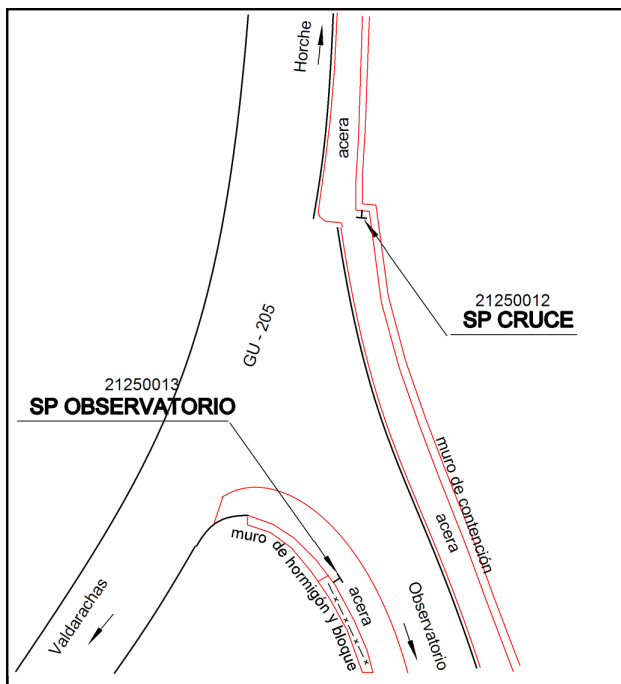 Horche
acera
21250012
SP CRUCE
GU - 205
21250013
SP OBSERVATORIO
muro de contención
acera
muro de hormigón y bloque
acera
Observatorio
Valdarachas